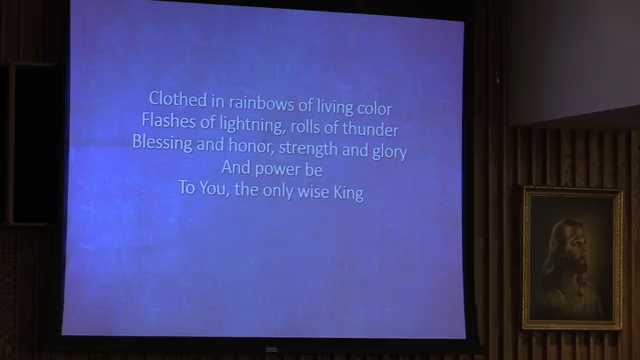 Clothed in rainbows of living color
Flashes of lightning, rolls of thunder
Blessing and honor, strength and glory
And power be
To You, the only wise King